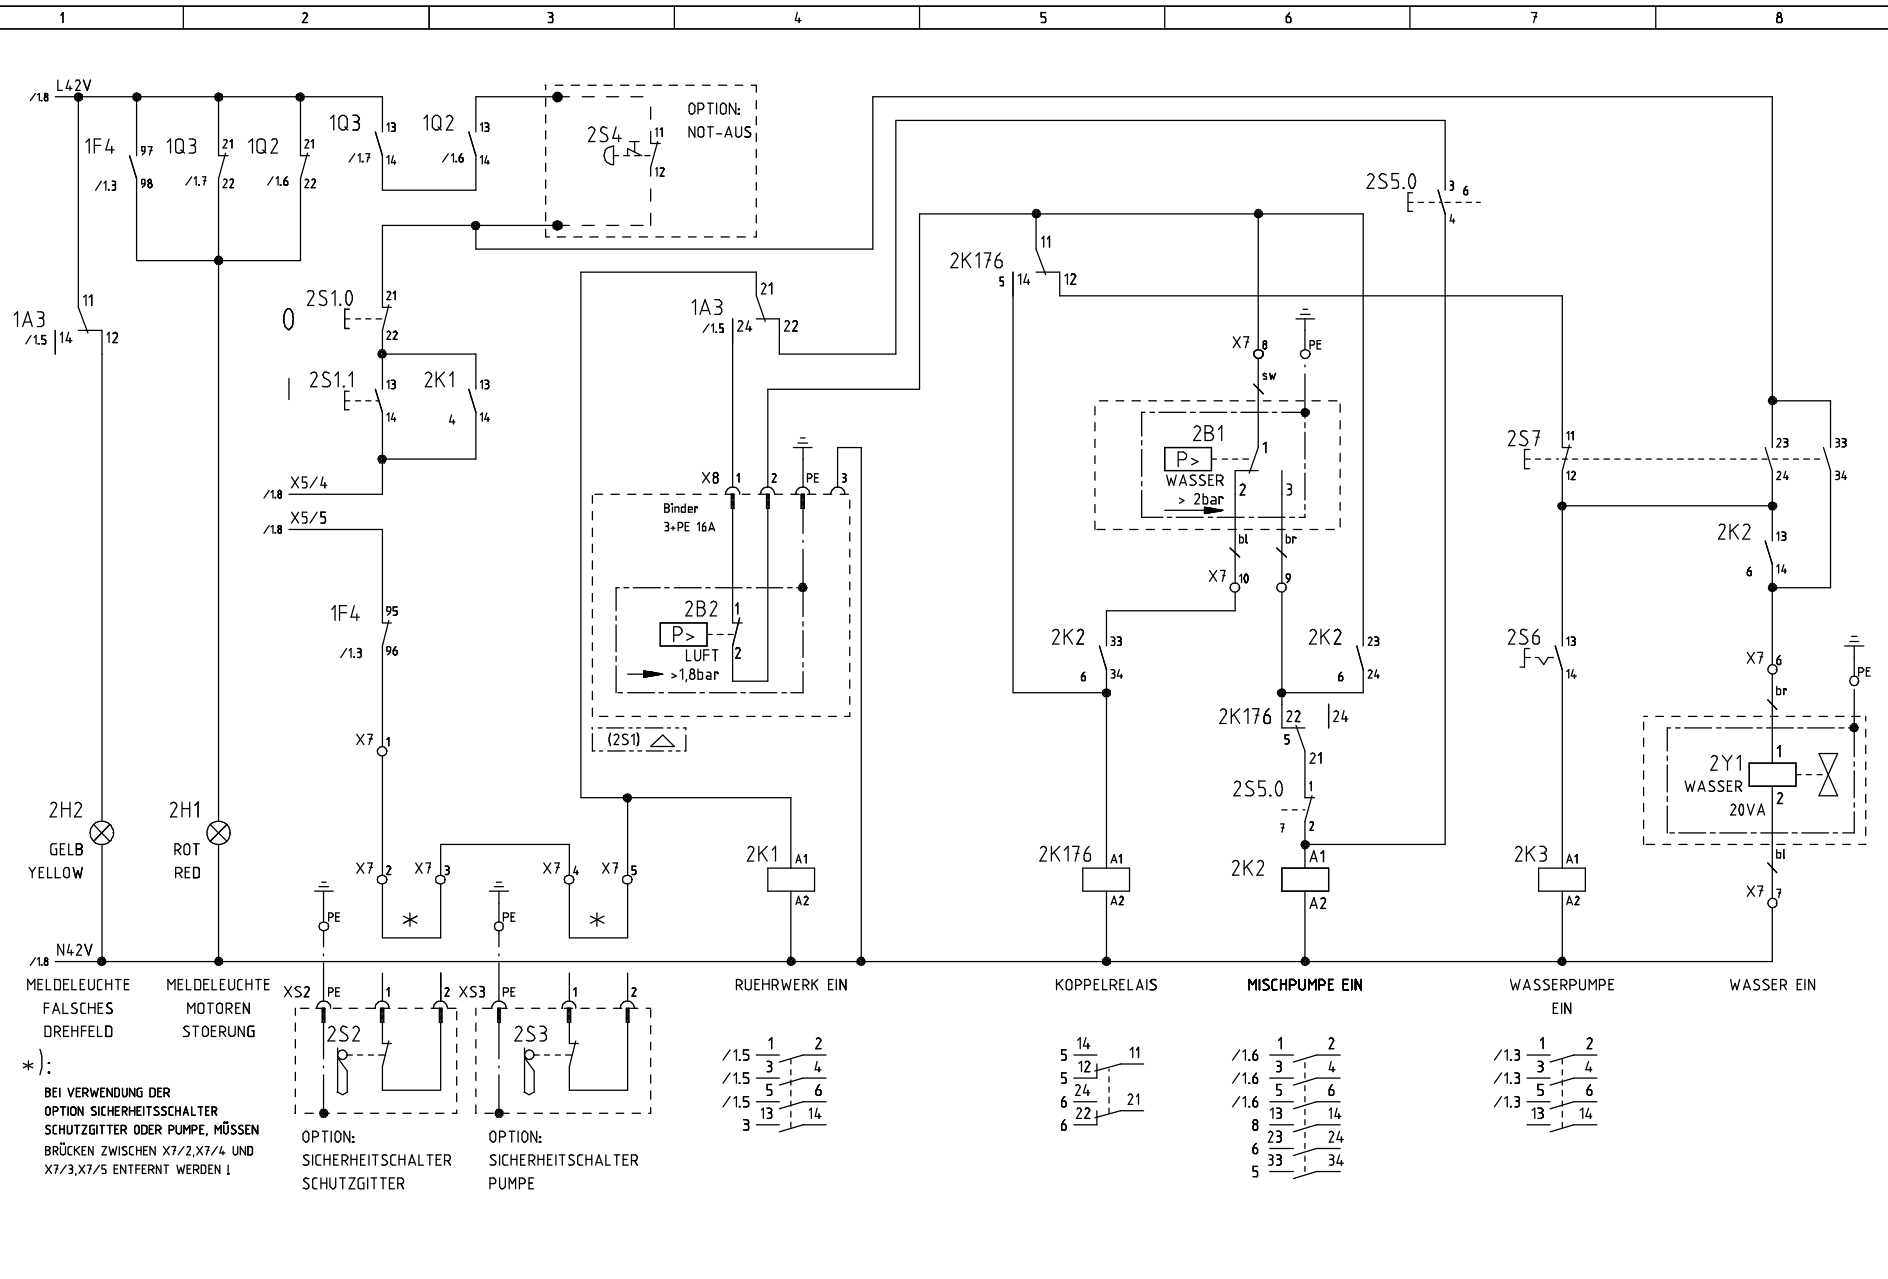 1 2 3 4 5 6 7 8
/1.8 L42V
1F4 97 98 /1.3
1Q3 21 22 /1.7
1Q2 21 22 /1.6
1Q3 13 14 /1.7
1Q2 13 14 /1.6
OPTION:
NOT-AUS
2S4 11 12
2S5.0 3 6 4
1A3 11 /1.5 14 12
0 2S1.0 21 22
| 2S1.1 13 14
2K1 13 4 14
/1.8 X5/4
/1.8 X5/5
1F4 95 /1.3 96
X7 1
1A3 21 /1.5 24 22
X8 1 2 PE 3
Binder
3+PE 16A
2B2 1
P>
LUFT 2
>1,8bar
(2S1)
2K176 11 5 14 12
X7 8 PE
sw
2B1 1
P>
WASSER 2 3
> 2bar
bl br
X7 10 9
2K2 33 6 34
2K2 23 6 24
2K176 22 24 5 21
2S5.0 1 7 2
2S7 11 12 23 24 33 34
2K2 13 6 14
2S6 13 14
X7 6 PE
br
2Y1 1
WASSER 2
20VA
bl
X7 7
2H2
GELB
YELLOW
2H1
ROT
RED
X7 2 X7 3 X7 4 X7 5
PE * PE *
2K1 A1 A2
2K176 A1 A2
2K2 A1 A2
2K3 A1 A2
/1.8 N42V
MELDELEUCHTE
FALSCHES
DREHFELD
MELDELEUCHTE
MOTOREN
STOERUNG
XS2 PE 1 2
2S2
XS3 PE 1 2
2S3
RUEHRWERK EIN
KOPPELRELAIS
MISCHPUMPE EIN
WASSERPUMPE
EIN
WASSER EIN
*):
BEI VERWENDUNG DER
OPTION SICHERHEITSSCHALTER
SCHUTZGITTER ODER PUMPE, MÜSSEN
BRÜCKEN ZWISCHEN X7/2,X7/4 UND
X7/3,X7/5 ENTFERNT WERDEN !
OPTION:
SICHERHEITSCHALTER
SCHUTZGITTER
OPTION:
SICHERHEITSCHALTER
PUMPE
/1.5 1 2
/1.5 3 4
/1.5 5 6
3 13 14
5 14 11
5 12
6 24 21
6 22
/1.6 1 2
/1.6 3 4
/1.6 5 6
8 13 14
6 23 24
5 33 34
/1.3 1 2
/1.3 3 4
/1.3 5 6
13 14